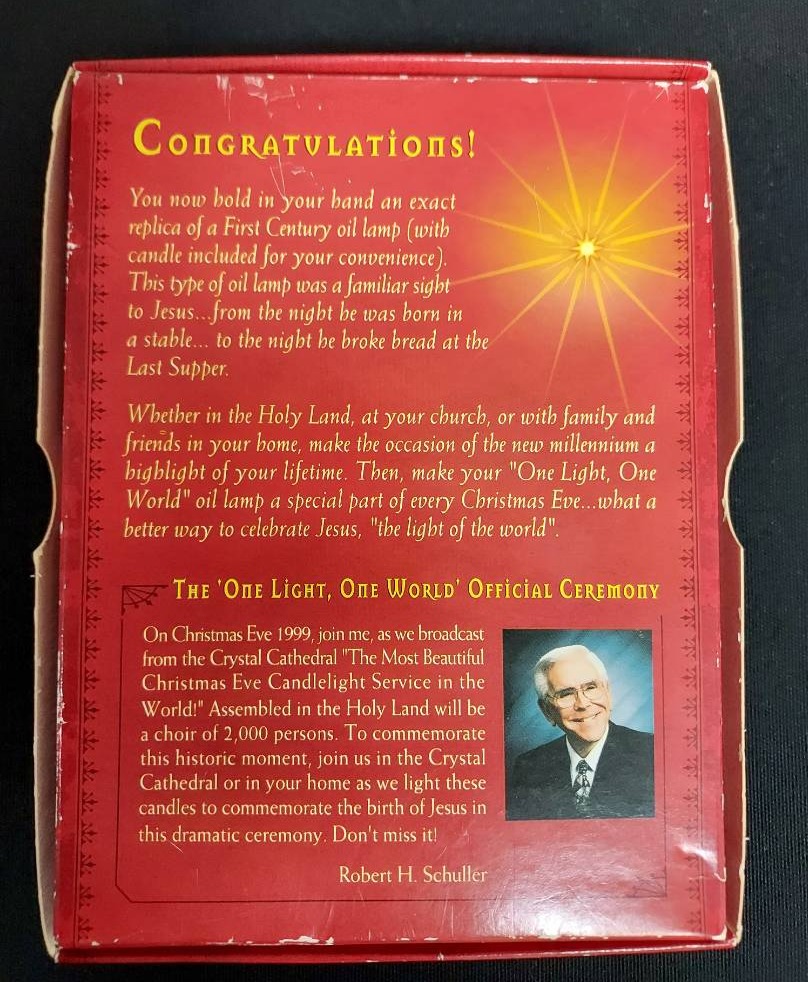 CONGRATULATIONS!
You now hold in your hand an exact
replica of a First Century oil lamp (with
candle included for your convenience).
This type of oil lamp was a familiar sight
to Jesus...from the night he was born in
a stable... to the night he broke bread at the
Last Supper.
Whether in the Holy Land, at your church, or with family and
friends in your home, make the occasion of the new millennium a
highlight of your lifetime. Then, make your "One Light, One
World" oil lamp a special part of every Christmas Eve...what a
better way to celebrate Jesus, "the light of the world".
THE 'ONE LIGHT, ONE WORLD' OFFICIAL CEREMONY
On Christmas Eve 1999, join me, as we broadcast
from the Crystal Cathedral "The Most Beautiful
Christmas Eve Candlelight Service in the
World!" Assembled in the Holy Land will be
a choir of 2,000 persons. To commemorate
this historic moment, join us in the Crystal
Cathedral or in your home as we light these
candles to commemorate the birth of Jesus in
this dramatic ceremony. Don't miss it!
Robert H. Schuller